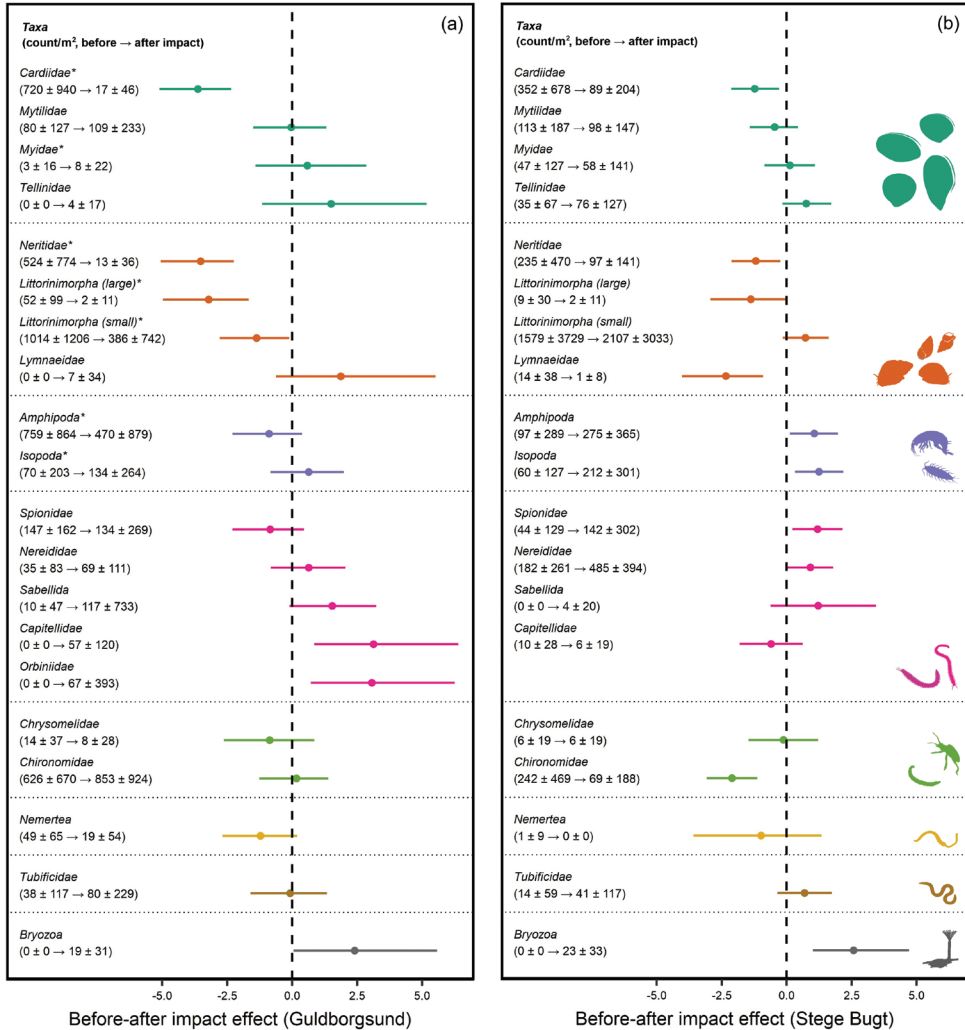 (a)
Taxa
(count/m², before → after impact)
Cardiidae*
(720 ± 940 → 17 ± 46)
Mytilidae
(80 ± 127 → 109 ± 233)
Myidae*
(3 ± 16 → 8 ± 22)
Tellinidae
(0 ± 0 → 4 ± 17)
Neritidae*
(524 ± 774 → 13 ± 36)
Littorinimorpha (large)*
(52 ± 99 → 2 ± 11)
Littorinimorpha (small)*
(1014 ± 1206 → 386 ± 742)
Lymnaeidae
(0 ± 0 → 7 ± 34)
Amphipoda*
(759 ± 864 → 470 ± 879)
Isopoda*
(70 ± 203 → 134 ± 264)
Spionidae
(147 ± 162 → 134 ± 269)
Nereididae
(35 ± 83 → 69 ± 111)
Sabellida
(10 ± 47 → 117 ± 733)
Capitellidae
(0 ± 0 → 57 ± 120)
Orbiniidae
(0 ± 0 → 67 ± 393)
Chrysomelidae
(14 ± 37 → 8 ± 28)
Chironomidae
(626 ± 670 → 853 ± 924)
Nemertea
(49 ± 65 → 19 ± 54)
Tubificidae
(38 ± 117 → 80 ± 229)
Bryozoa
(0 ± 0 → 19 ± 31)
-5.0 -2.5 0.0 2.5 5.0
Before-after impact effect (Guldborgsund)
(b)
Taxa
(count/m², before → after impact)
Cardiidae
(352 ± 678 → 89 ± 204)
Mytilidae
(113 ± 187 → 98 ± 147)
Myidae
(47 ± 127 → 58 ± 141)
Tellinidae
(35 ± 67 → 76 ± 127)
Neritidae
(235 ± 470 → 97 ± 141)
Littorinimorpha (large)
(9 ± 30 → 2 ± 11)
Littorinimorpha (small)
(1579 ± 3729 → 2107 ± 3033)
Lymnaeidae
(14 ± 38 → 1 ± 8)
Amphipoda
(97 ± 289 → 275 ± 365)
Isopoda
(60 ± 127 → 212 ± 301)
Spionidae
(44 ± 129 → 142 ± 302)
Nereididae
(182 ± 261 → 485 ± 394)
Sabellida
(0 ± 0 → 4 ± 20)
Capitellidae
(10 ± 28 → 6 ± 19)
Chrysomelidae
(6 ± 19 → 6 ± 19)
Chironomidae
(242 ± 469 → 69 ± 188)
Nemertea
(1 ± 9 → 0 ± 0)
Tubificidae
(14 ± 59 → 41 ± 117)
Bryozoa
(0 ± 0 → 23 ± 33)
-5.0 -2.5 0.0 2.5 5.0
Before-after impact effect (Stege Bugt)